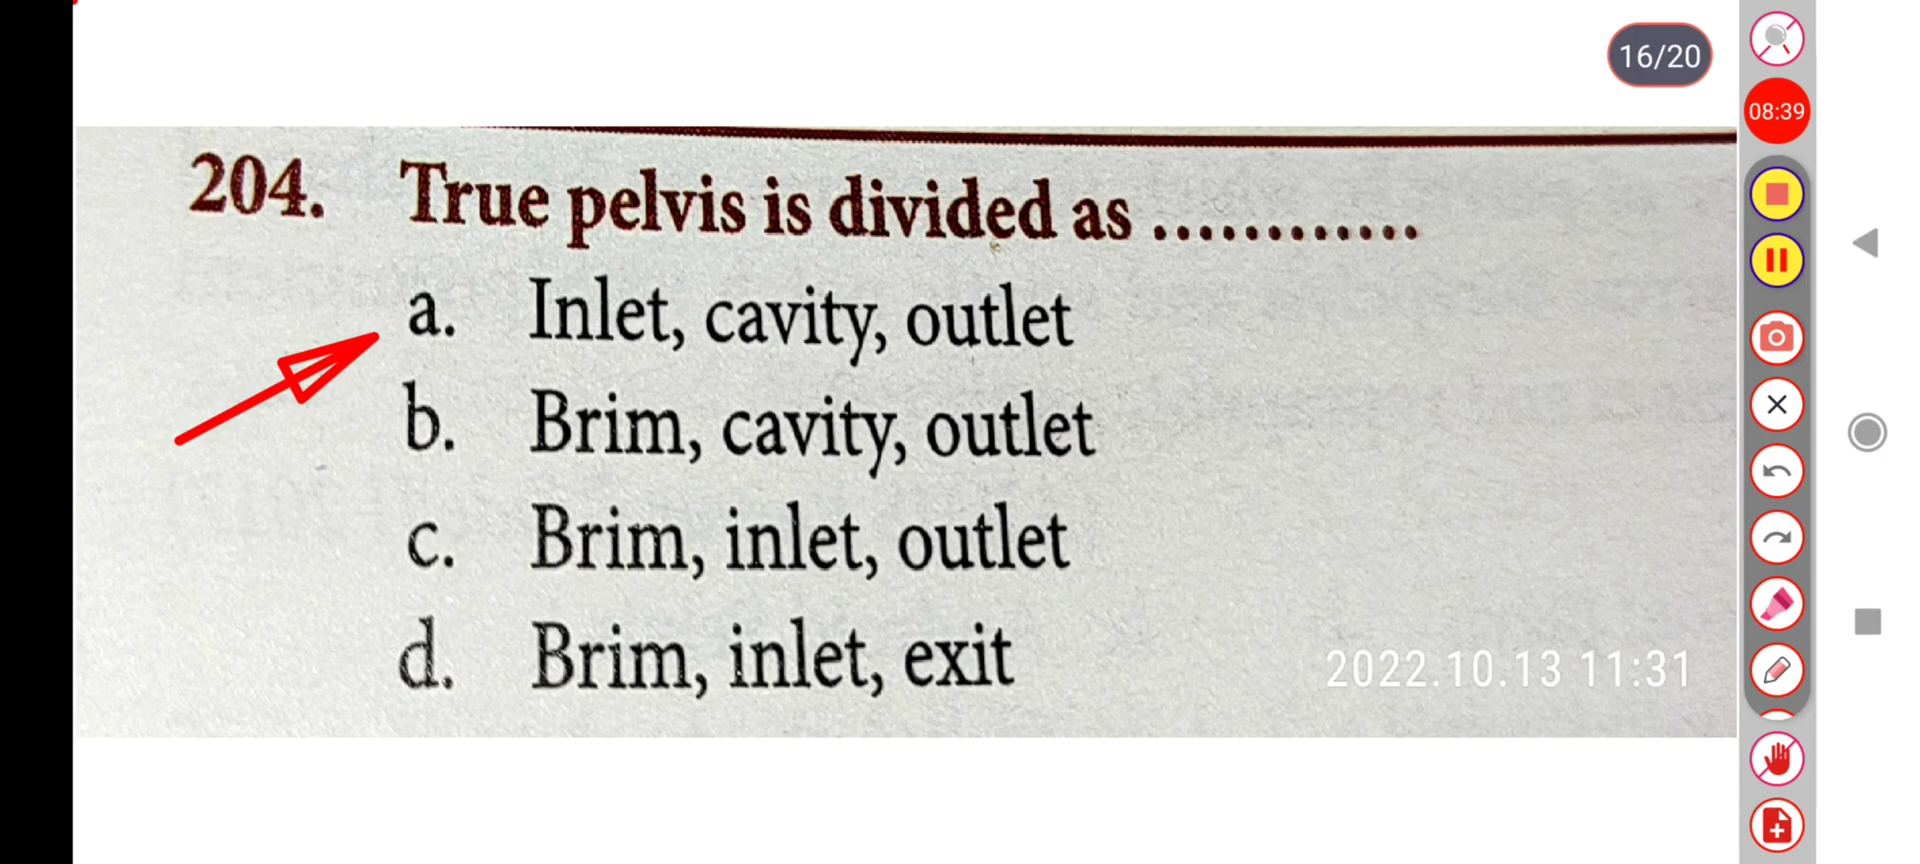 16/20
08:39
204. True pelvis is divided as ............
a. Inlet, cavity, outlet
b. Brim, cavity, outlet
c. Brim, inlet, outlet
d. Brim, inlet, exit
2022.10.13 11:31